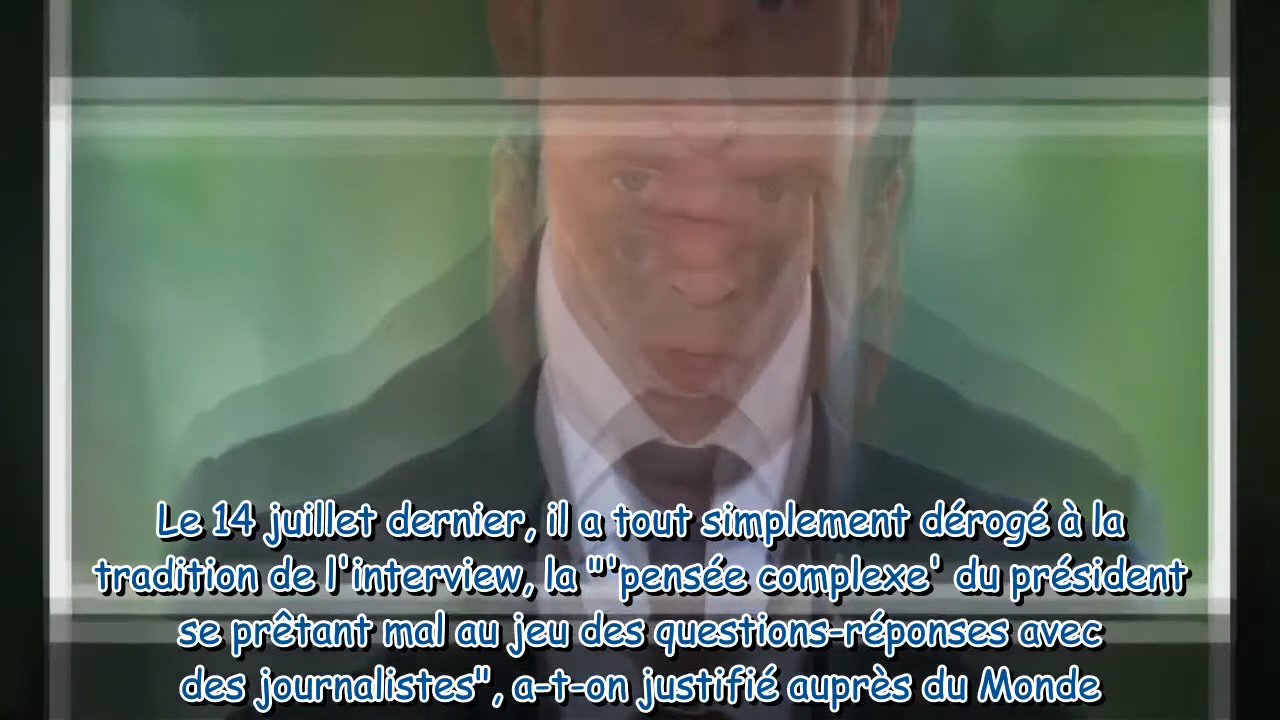 Le 14 juillet dernier, il a tout simplement dérogé à la
tradition de l'interview, la "'pensée complexe' du président
se prêtant mal au jeu des questions-réponses avec
des journalistes", a-t-on justifié auprès du Monde